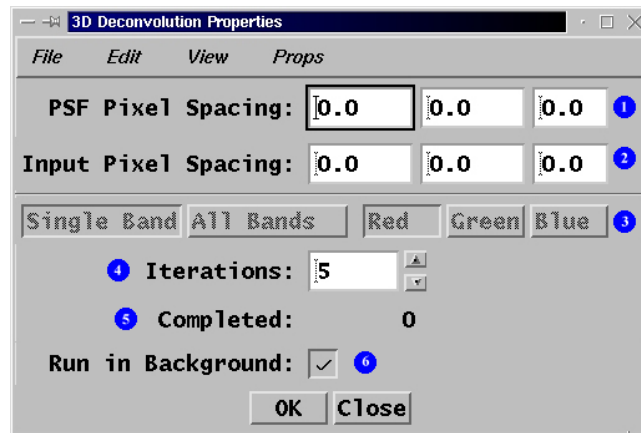 3D Deconvolution Properties
File Edit View Props
PSF Pixel Spacing: 0.0 0.0 0.0 1
Input Pixel Spacing: 0.0 0.0 0.0 2
Single Band All Bands Red Green Blue 3
4 Iterations: 5
5 Completed: 0
Run in Background: 6
OK Close